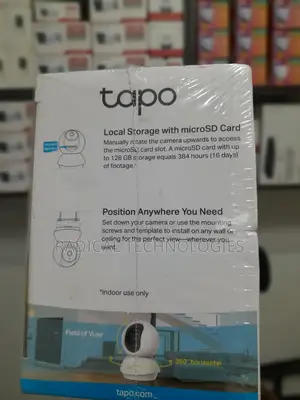 tapo
Local Storage with microSD Card
Manually rotate the camera upwards to access
the microSD card slot. A microSD card with up
to 128 GB storage equals 384 hours (16 days)
of footage.
Position Anywhere You Need
Set down your camera or use the mounting
screws and template to install on any wall or
ceiling for the perfect view—wherever you
want.
TECHNOLOGIES
*Indoor use only
Field of View
360° horizontal
tapo.com